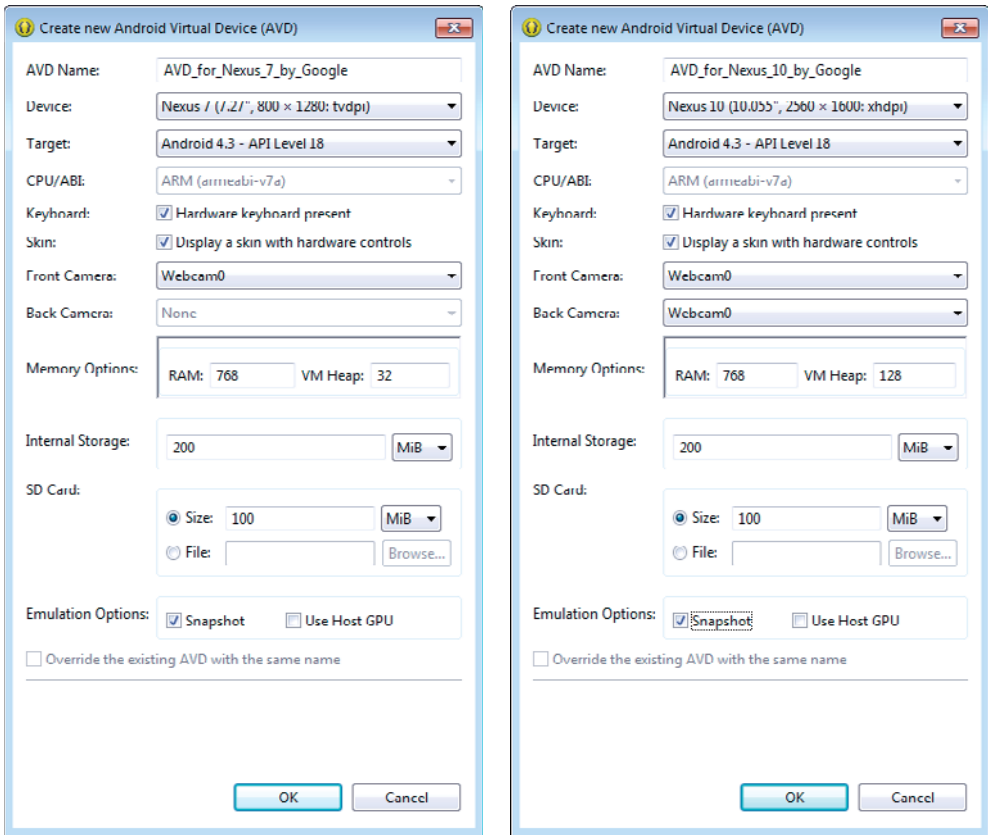 Create new Android Virtual Device (AVD)
AVD Name: AVD_for_Nexus_7_by_Google
Device: Nexus 7 (7.27", 800 × 1280: tvdpi)
Target: Android 4.3 - API Level 18
CPU/ABI: ARM (armeabi-v7a)
Keyboard: Hardware keyboard present
Skin: Display a skin with hardware controls
Front Camera: Webcam0
Back Camera: None
Memory Options: RAM: 768 VM Heap: 32
Internal Storage: 200 MiB
SD Card:
Size: 100 MiB
File: Browse...
Emulation Options: Snapshot Use Host GPU
Override the existing AVD with the same name
OK Cancel
Create new Android Virtual Device (AVD)
AVD Name: AVD_for_Nexus_10_by_Google
Device: Nexus 10 (10.055", 2560 × 1600: xhdpi)
Target: Android 4.3 - API Level 18
CPU/ABI: ARM (armeabi-v7a)
Keyboard: Hardware keyboard present
Skin: Display a skin with hardware controls
Front Camera: Webcam0
Back Camera: Webcam0
Memory Options: RAM: 768 VM Heap: 128
Internal Storage: 200 MiB
SD Card:
Size: 100 MiB
File: Browse...
Emulation Options: Snapshot Use Host GPU
Override the existing AVD with the same name
OK Cancel